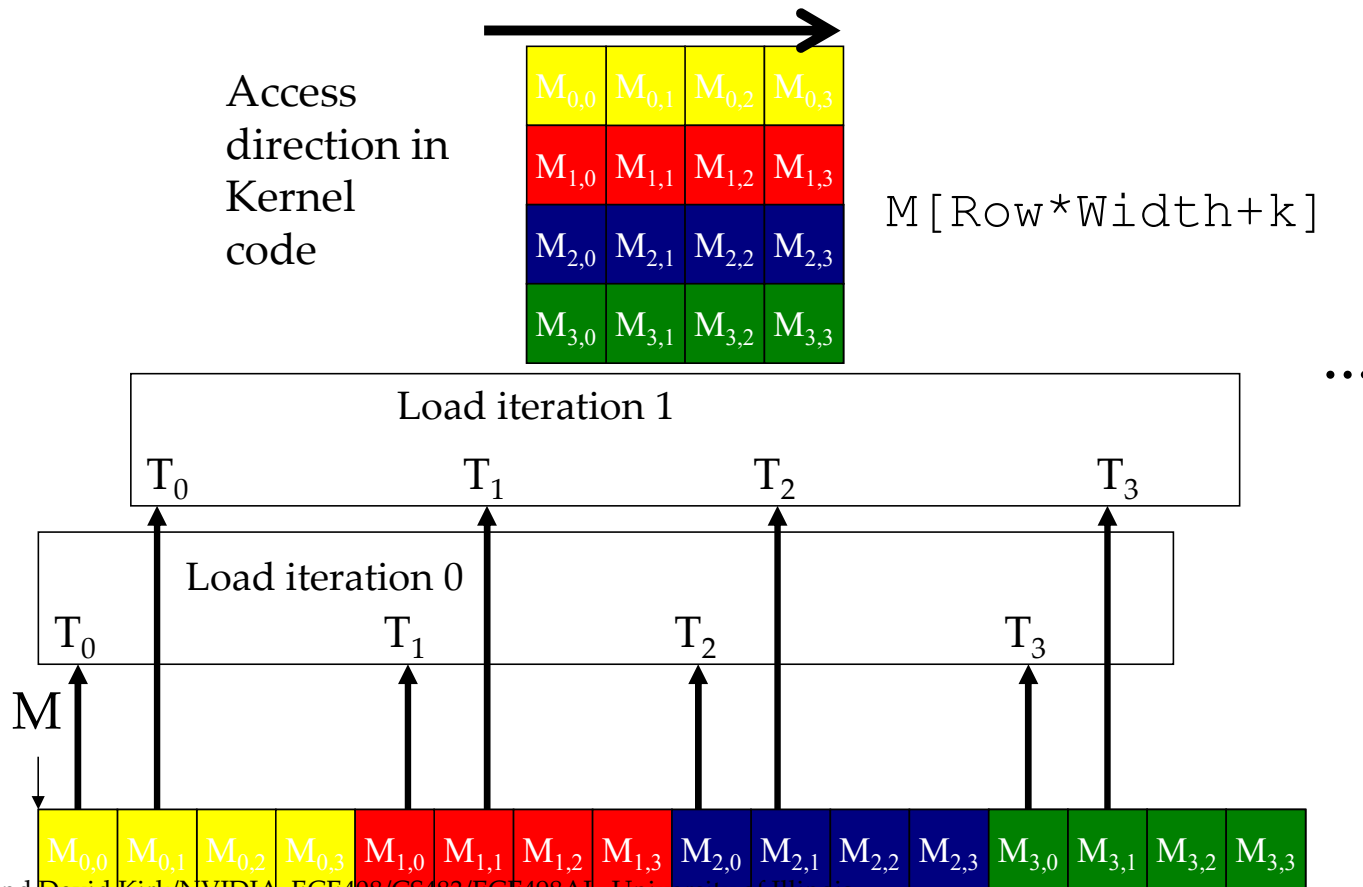 Access
direction in
Kernel
code
M0,0 M0,1 M0,2 M0,3
M1,0 M1,1 M1,2 M1,3
M2,0 M2,1 M2,2 M2,3
M3,0 M3,1 M3,2 M3,3
M[Row*Width+k]
...
Load iteration 1
T0 T1 T2 T3
Load iteration 0
T0 T1 T2 T3
M
M0,0 M0,1 M0,2 M0,3 M1,0 M1,1 M1,2 M1,3 M2,0 M2,1 M2,2 M2,3 M3,0 M3,1 M3,2 M3,3
David Kirk/NVIDIA